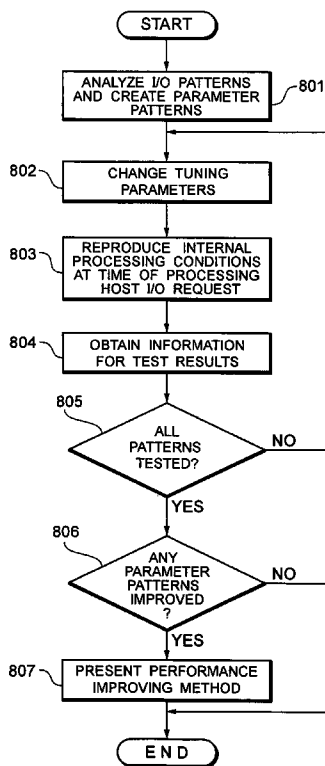 START
801
ANALYZE I/O PATTERNS
AND CREATE PARAMETER
PATTERNS
802
CHANGE TUNING
PARAMETERS
803
REPRODUCE INTERNAL
PROCESSING CONDITIONS
AT TIME OF PROCESSING
HOST I/O REQUEST
804
OBTAIN INFORMATION
FOR TEST RESULTS
805
ALL
PATTERNS
TESTED?
NO
YES
806
ANY
PARAMETER
PATTERNS
IMPROVED
?
NO
YES
807
PRESENT PERFORMANCE
IMPROVING METHOD
END